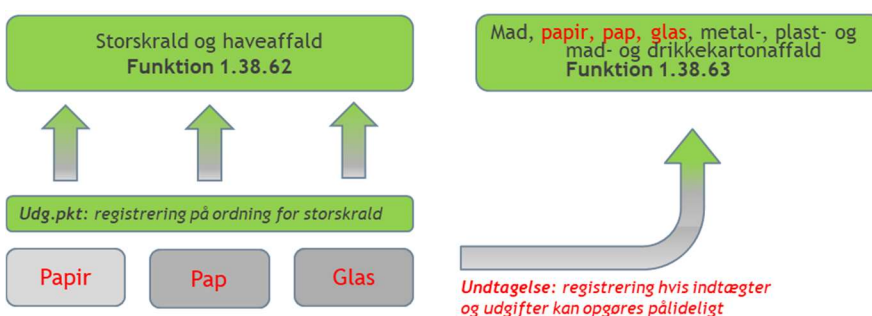 Storskrald og haveaffald
Funktion 1.38.62
Mad, papir, pap, glas, metal-, plast- og
mad- og drikkekartonaffald
Funktion 1.38.63
Udg.pkt: registrering på ordning for storskrald
Papir
Pap
Glas
Undtagelse: registrering hvis indtægter
og udgifter kan opgøres pålideligt